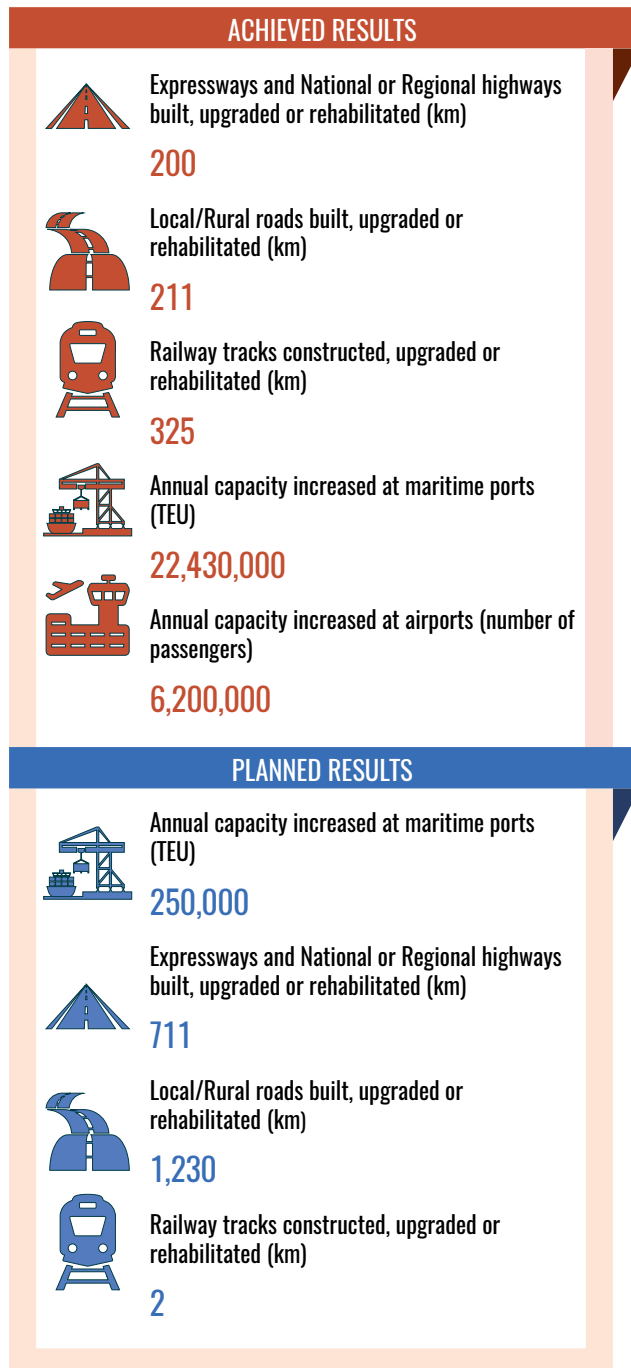 ACHIEVED RESULTS
Expressways and National or Regional highways
built, upgraded or rehabilitated (km)
200
Local/Rural roads built, upgraded or
rehabilitated (km)
211
Railway tracks constructed, upgraded or
rehabilitated (km)
325
Annual capacity increased at maritime ports
(TEU)
22,430,000
Annual capacity increased at airports (number of
passengers)
6,200,000
PLANNED RESULTS
Annual capacity increased at maritime ports
(TEU)
250,000
Expressways and National or Regional highways
built, upgraded or rehabilitated (km)
711
Local/Rural roads built, upgraded or
rehabilitated (km)
1,230
Railway tracks constructed, upgraded or
rehabilitated (km)
2